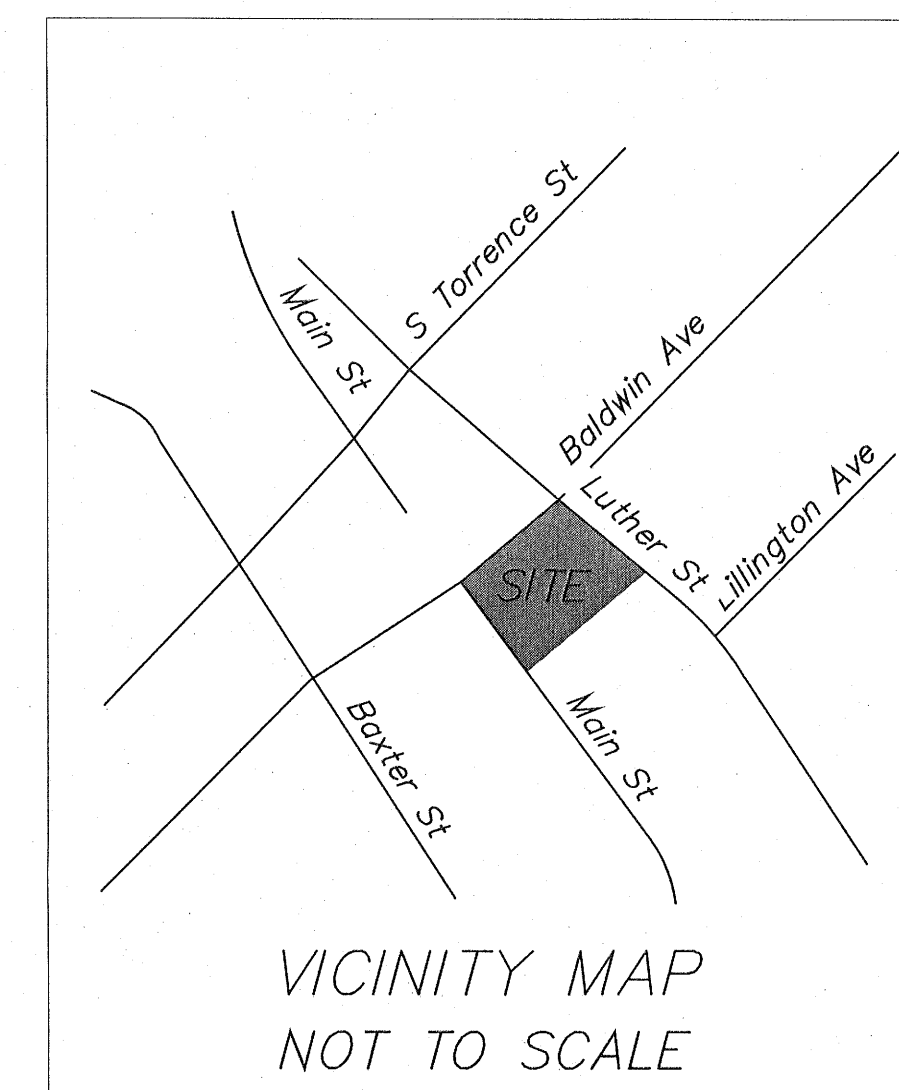 S Torrence St
Main St
Baldwin Ave
Luther St
Lillington Ave
SITE
Main St
Baxter St
VICINITY MAP
NOT TO SCALE